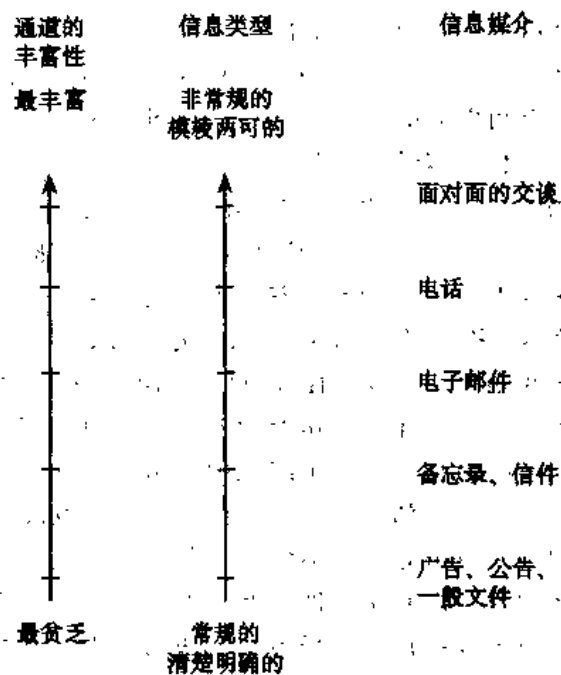 通道的 信息类型 信息媒介
丰富性
最丰富 非常规的
模棱两可的
面对面的交谈
电话
电子邮件
备忘录、信件
广告、公告、
一般文件
最贫乏 常规的
清楚明确的